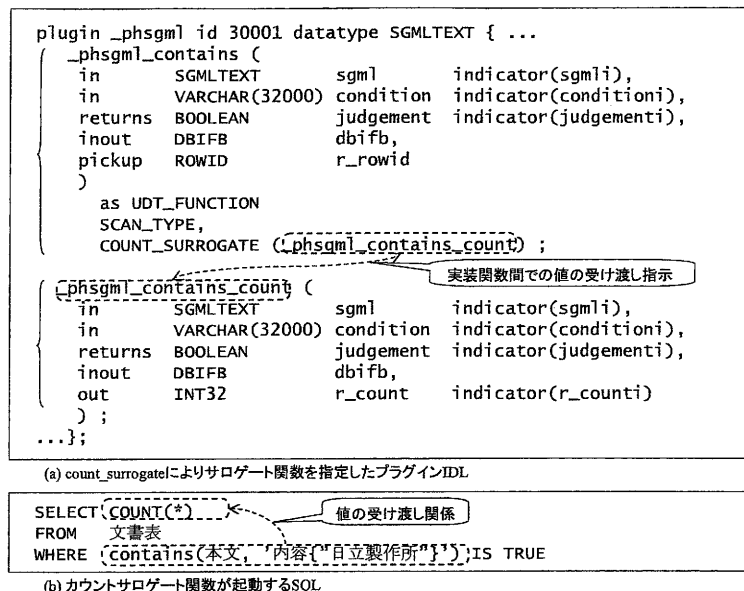 plugin _phsgml id 30001 datatype SGMLTEXT { ...
_phsgml_contains (
in SGMLTEXT sgml indicator(sgmli),
in VARCHAR(32000) condition indicator(conditioni),
returns BOOLEAN judgement indicator(judgementi),
inout DBIFB dbifb,
pickup ROWID r_rowid
)
as UDT_FUNCTION
SCAN_TYPE,
COUNT_SURROGATE (_phsgml_contains_count) ;
実装関数間での値の受け渡し指示
_phsgml_contains_count (
in SGMLTEXT sgml indicator(sgmli),
in VARCHAR(32000) condition indicator(conditioni),
returns BOOLEAN judgement indicator(judgementi),
inout DBIFB dbifb,
out INT32 r_count indicator(r_counti)
) ;
...};
(a) count_surrogateによりサロゲート関数を指定したプラグインIDL
SELECT COUNT(*)
値の受け渡し関係
FROM 文書表
WHERE contains(本文, '内容{"日立製作所"}') IS TRUE
(b) カウントサロゲート関数が起動するSQL